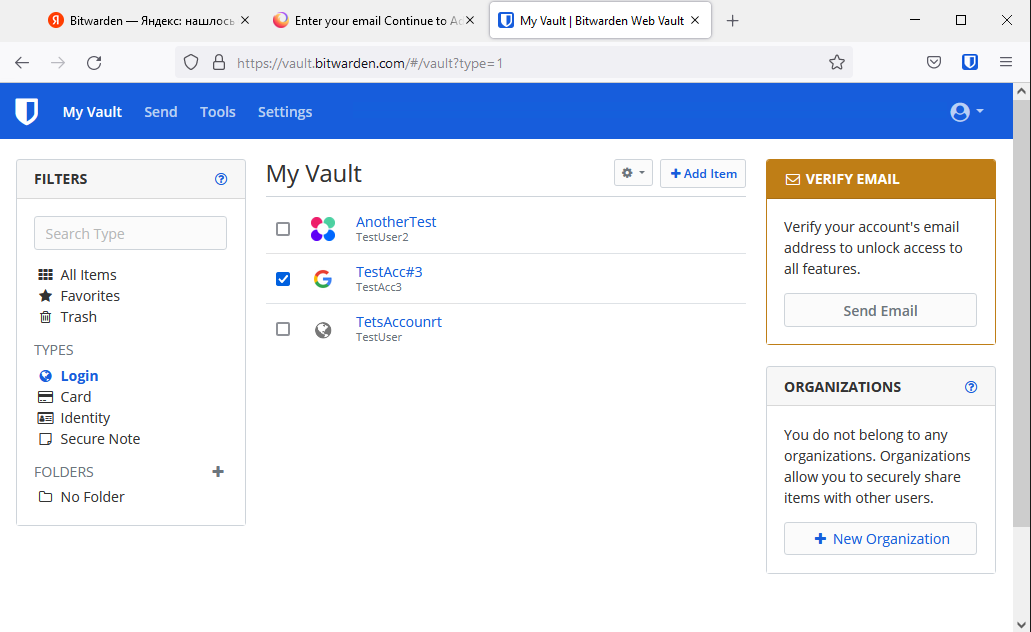 Bitwarden — Яндекс: нашлось
Enter your email Continue to Ad
My Vault | Bitwarden Web Vault
https://vault.bitwarden.com/#/vault?type=1
My Vault
Send
Tools
Settings
FILTERS
Search Type
All Items
Favorites
Trash
TYPES
Login
Card
Identity
Secure Note
FOLDERS
No Folder
My Vault
Add Item
AnotherTest
TestUser2
TestAcc#3
TestAcc3
TetsAccounrt
TestUser
VERIFY EMAIL
Verify your account's email
address to unlock access to
all features.
Send Email
ORGANIZATIONS
You do not belong to any
organizations. Organizations
allow you to securely share
items with other users.
New Organization